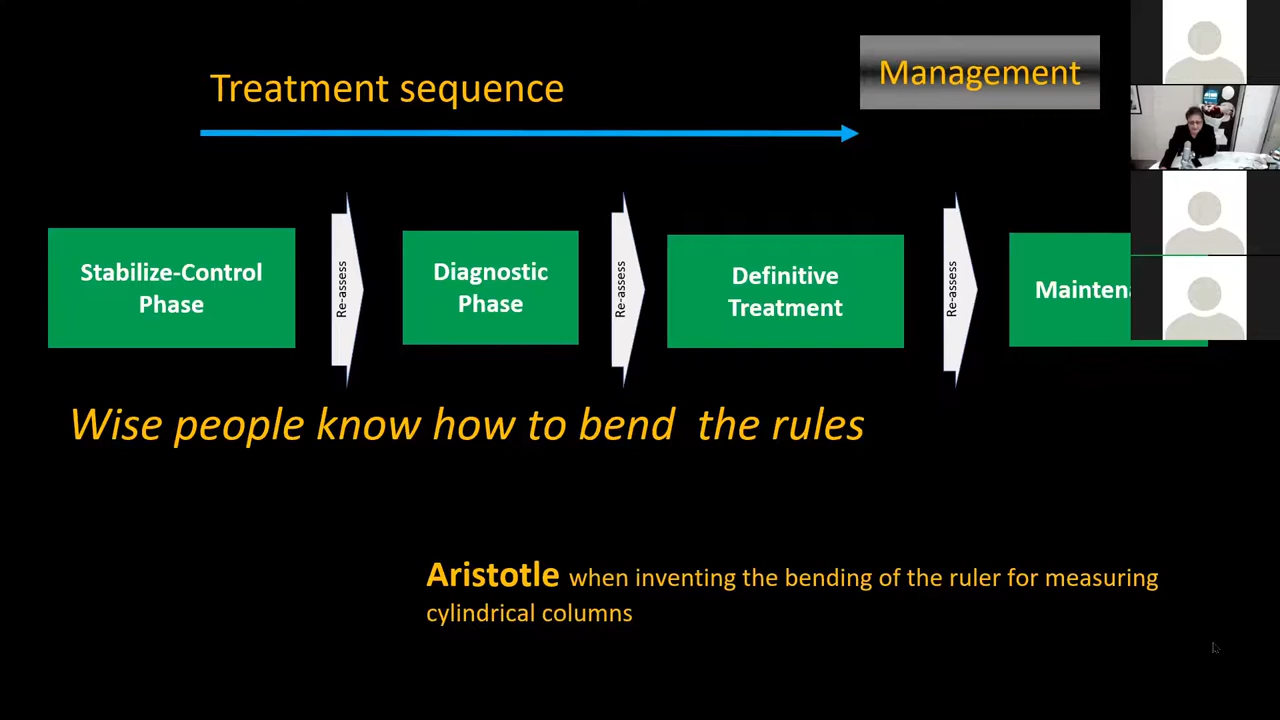 Treatment sequence
Management
Stabilize-Control
Phase
Re-assess
Diagnostic
Phase
Re-assess
Definitive
Treatment
Re-assess
Wise people know how to bend  the rules
Aristotle when inventing the bending of the ruler for measuring
cylindrical columns